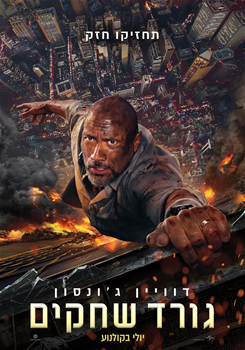 תחזיקו חזק
דוויין ג'ונסון
גורד שחקים
יולי בקולנוע